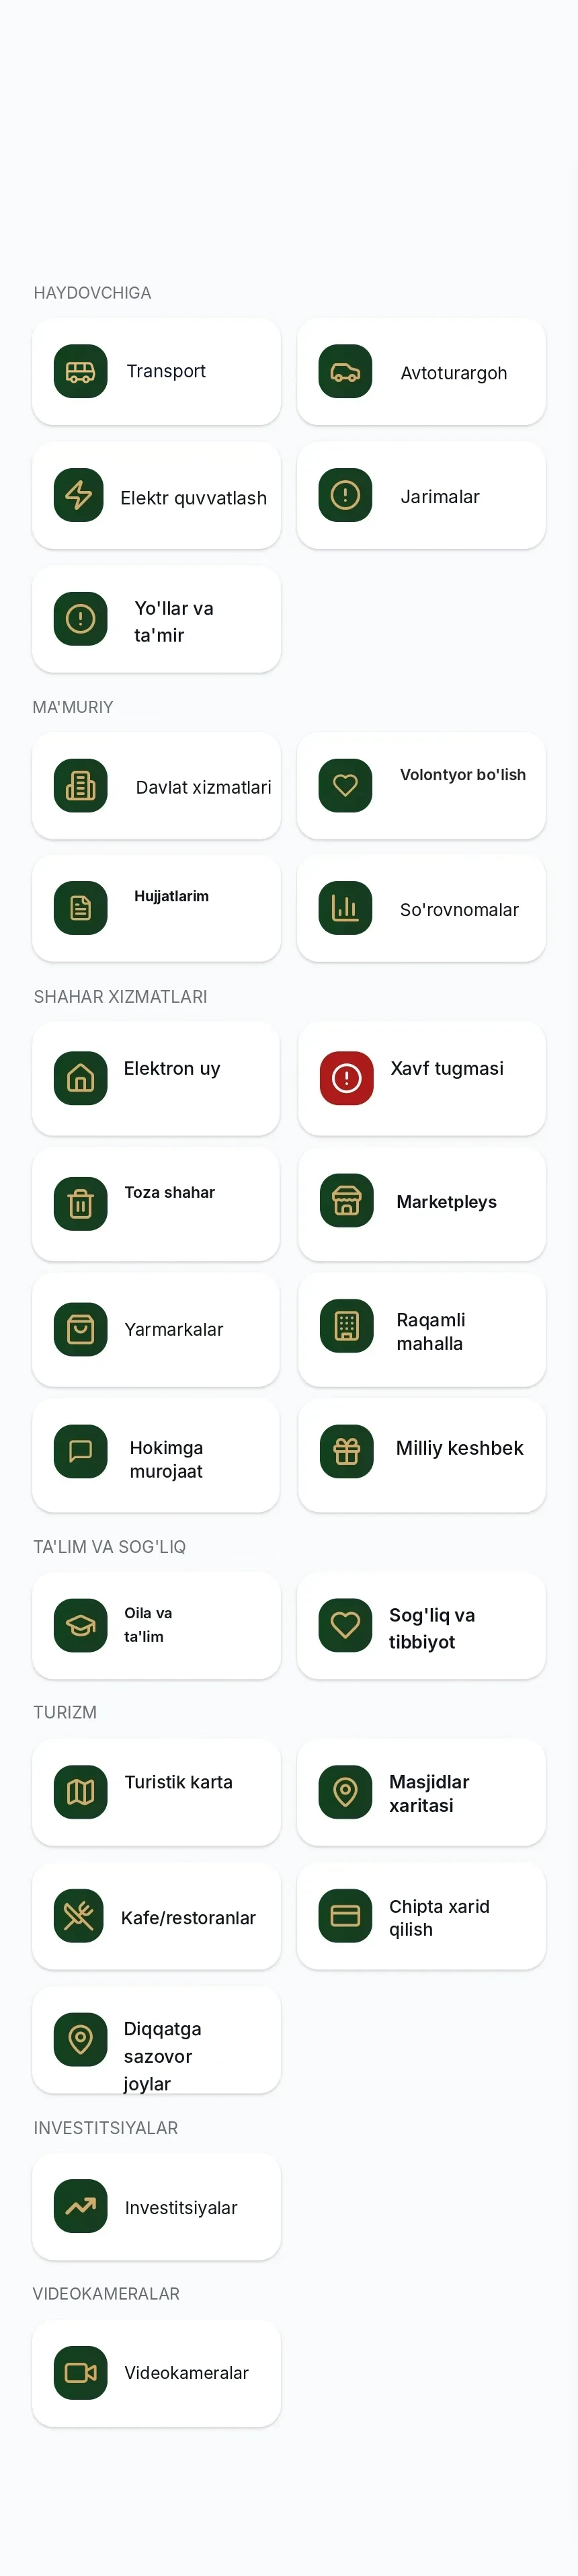 HAYDOVCHIGA
Transport
Avtoturargoh
Elektr quvvatlash
Jarimalar
Yo'llar va
ta'mir
MA'MURIY
Davlat xizmatlari
Volontyor bo'lish
Hujjatlarim
So'rovnomalar
SHAHAR XIZMATLARI
Elektron uy
Xavf tugmasi
Toza shahar
Marketpleys
Yarmarkalar
Raqamli
mahalla
Hokimga
murojaat
Milliy keshbek
TA'LIM VA SOG'LIQ
Oila va
ta'lim
Sog'liq va
tibbiyot
TURIZM
Turistik karta
Masjidlar
xaritasi
Kafe/restoranlar
Chipta xarid
qilish
Diqqatga
sazovor
joylar
INVESTITSIYALAR
Investitsiyalar
VIDEOKAMERALAR
Videokameralar